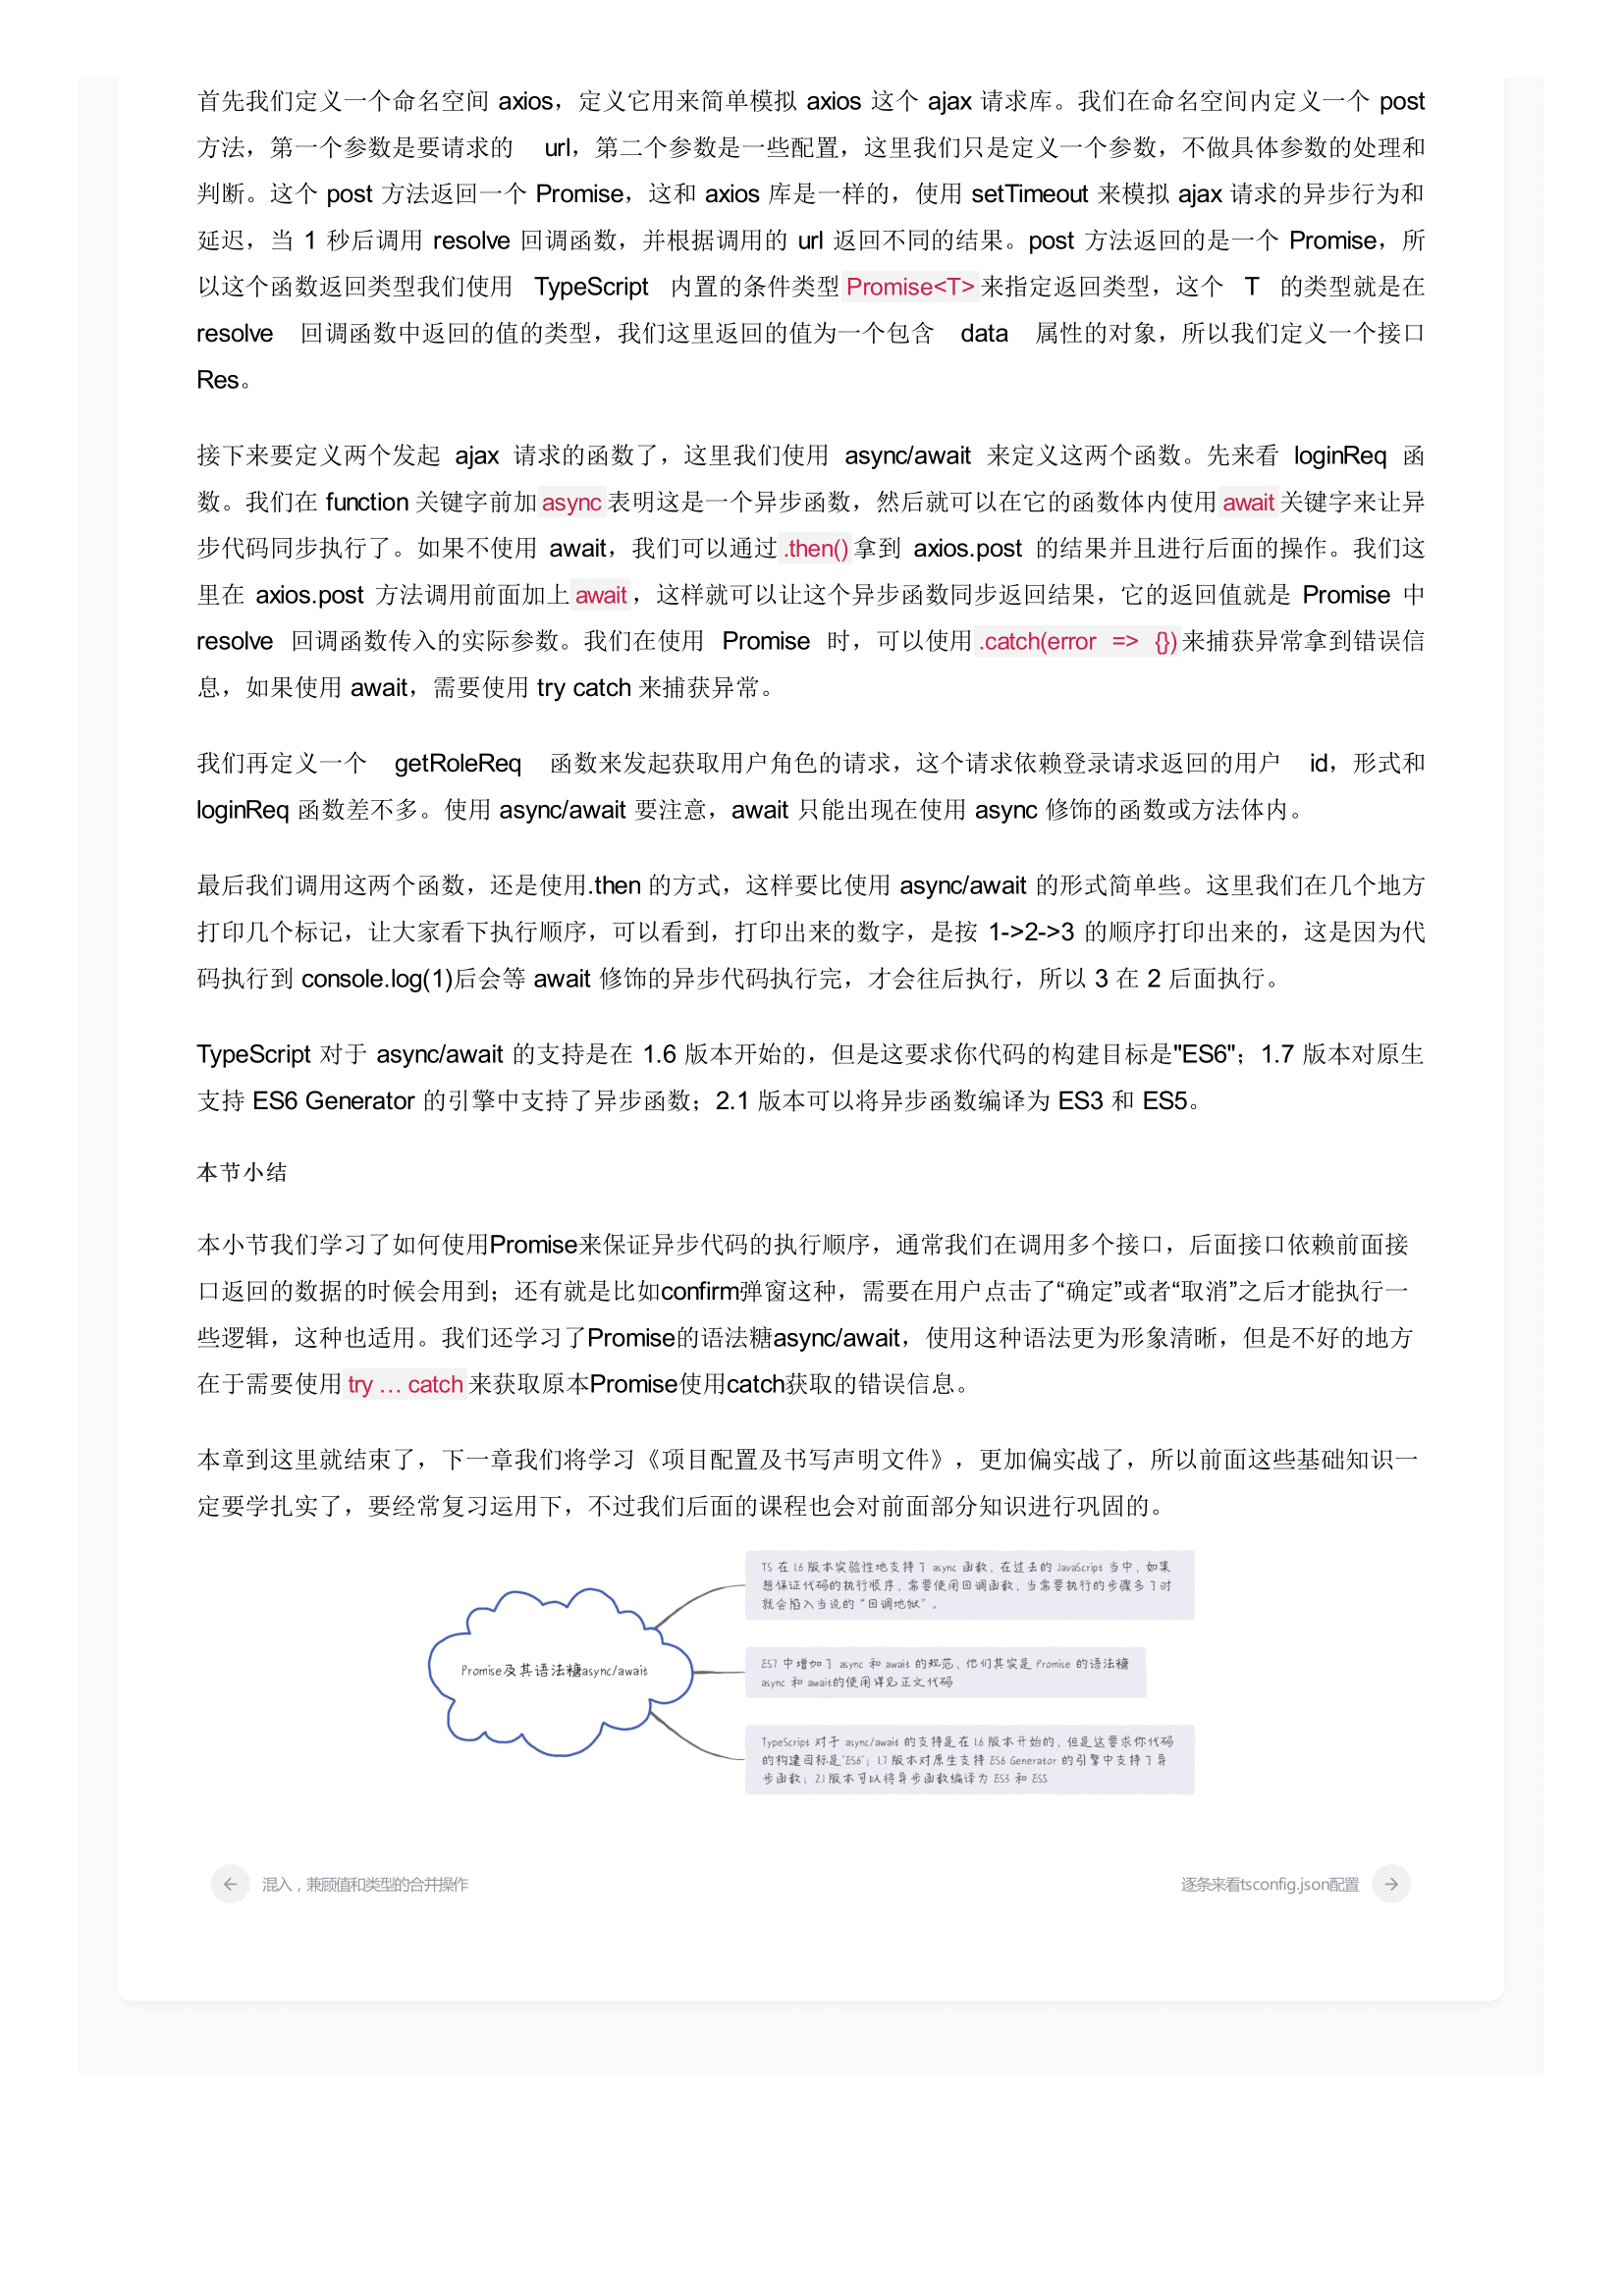 首先我们定义一个命名空间 axios，定义它用来简单模拟 axios 这个 ajax 请求库。我们在命名空间内定义一个 post
方法，第一个参数是要请求的 url，第二个参数是一些配置，这里我们只是定义一个参数，不做具体参数的处理和
判断。这个 post 方法返回一个 Promise，这和 axios 库是一样的，使用 setTimeout 来模拟 ajax 请求的异步行为和
延迟，当 1 秒后调用 resolve 回调函数，并根据调用的 url 返回不同的结果。post 方法返回的是一个 Promise，所
以这个函数返回类型我们使用 TypeScript 内置的条件类型 Promise<T> 来指定返回类型，这个 T 的类型就是在
resolve 回调函数中返回的值的类型，我们这里返回的值为一个包含 data 属性的对象，所以我们定义一个接口
Res。
接下来要定义两个发起 ajax 请求的函数了，这里我们使用 async/await 来定义这两个函数。先来看 loginReq 函
数。我们在 function 关键字前加 async 表明这是一个异步函数，然后就可以在它的函数体内使用 await 关键字来让异
步代码同步执行了。如果不使用 await，我们可以通过 .then() 拿到 axios.post 的结果并且进行后面的操作。我们这
里在 axios.post 方法调用前面加上 await ，这样就可以让这个异步函数同步返回结果，它的返回值就是 Promise 中
resolve 回调函数传入的实际参数。我们在使用 Promise 时，可以使用 .catch(error => {}) 来捕获异常拿到错误信
息，如果使用 await，需要使用 try catch 来捕获异常。
我们再定义一个 getRoleReq 函数来发起获取用户角色的请求，这个请求依赖登录请求返回的用户 id，形式和
loginReq 函数差不多。使用 async/await 要注意，await 只能出现在使用 async 修饰的函数或方法体内。
最后我们调用这两个函数，还是使用.then 的方式，这样要比使用 async/await 的形式简单些。这里我们在几个地方
打印几个标记，让大家看下执行顺序，可以看到，打印出来的数字，是按 1->2->3 的顺序打印出来的，这是因为代
码执行到 console.log(1)后会等 await 修饰的异步代码执行完，才会往后执行，所以 3 在 2 后面执行。
TypeScript 对于 async/await 的支持是在 1.6 版本开始的，但是这要求你代码的构建目标是"ES6"；1.7 版本对原生
支持 ES6 Generator 的引擎中支持了异步函数；2.1 版本可以将异步函数编译为 ES3 和 ES5。
本节小结
本小节我们学习了如何使用Promise来保证异步代码的执行顺序，通常我们在调用多个接口，后面接口依赖前面接
口返回的数据的时候会用到；还有就是比如confirm弹窗这种，需要在用户点击了“确定”或者“取消”之后才能执行一
些逻辑，这种也适用。我们还学习了Promise的语法糖async/await，使用这种语法更为形象清晰，但是不好的地方
在于需要使用 try … catch 来获取原本Promise使用catch获取的错误信息。
本章到这里就结束了，下一章我们将学习《项目配置及书写声明文件》，更加偏实战了，所以前面这些基础知识一
定要学扎实了，要经常复习运用下，不过我们后面的课程也会对前面部分知识进行巩固的。
Promise及其语法糖async/await
TS 在 1.6 版本实验性地支持了 async 函数，在过去的 JavaScript 当中，如果
想保证代码的执行顺序，需要使用回调函数，当需要执行的步骤多了时
就会陷入当说的“回调地狱”。
ES7 中增加了 async 和 await 的规范，他们其实是 Promise 的语法糖
async 和 await的使用详见正文代码
TypeScript 对于 async/await 的支持是在 1.6 版本开始的，但是这要求你代码
的构建目标是"ES6"；1.7 版本对原生支持 ES6 Generator 的引擎中支持了异
步函数；2.1 版本可以将异步函数编译为 ES3 和 ES5
← 混入，兼顾值和类型的合并操作
逐条来看tsconfig.json配置 →